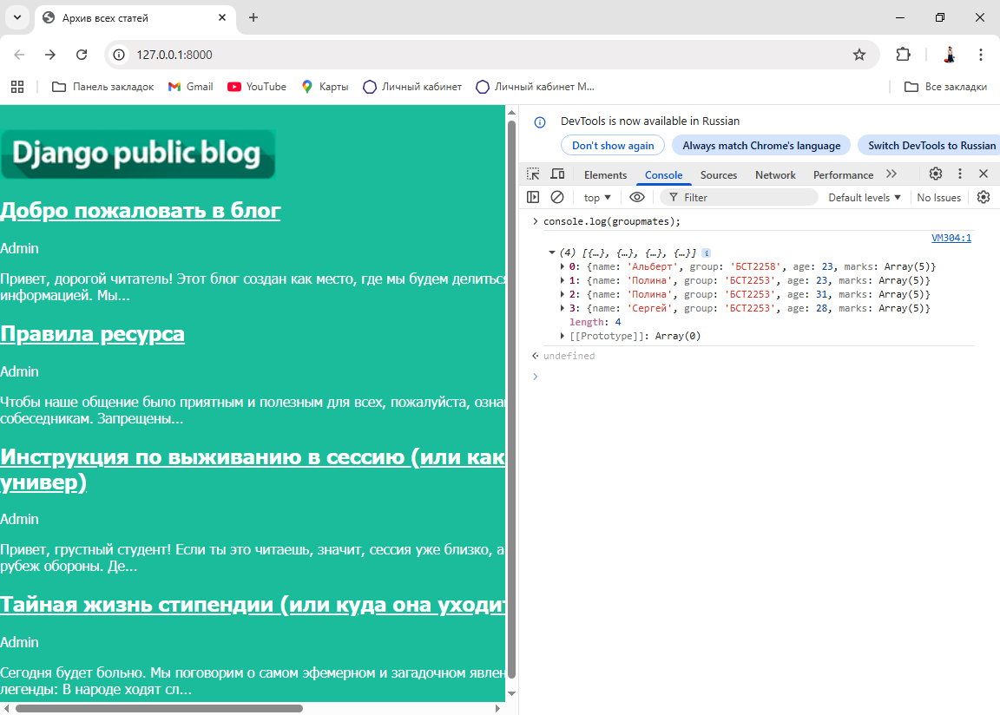 Архив всех статей
127.0.0.1:8000
Панель закладок
Gmail
YouTube
Карты
Личный кабинет
Личный кабинет М...
Все закладки
Django public blog
Добро пожаловать в блог
Admin
Привет, дорогой читатель! Этот блог создан как место, где мы будем делиться
информацией. Мы...
Правила ресурса
Admin
Чтобы наше общение было приятным и полезным для всех, пожалуйста, озна
собеседникам. Запрещены...
Инструкция по выживанию в сессию (или как
универ)
Admin
Привет, грустный студент! Если ты это читаешь, значит, сессия уже близко, а
рубеж обороны. Де...
Тайная жизнь стипендии (или куда она уходит
Admin
Сегодня будет больно. Мы поговорим о самом эфемерном и загадочном явлен
легенды: В народе ходят сл...
DevTools is now available in Russian
Don't show again
Always match Chrome's language
Switch DevTools to Russian
Elements
Console
Sources
Network
Performance
top
Filter
Default levels
No Issues
console.log(groupmates);
VM304:1
(4) [{…}, {…}, {…}, {…}]
0: {name: 'Альберт', group: 'БСТ2258', age: 23, marks: Array(5)}
1: {name: 'Полина', group: 'БСТ2253', age: 23, marks: Array(5)}
2: {name: 'Полина', group: 'БСТ2253', age: 31, marks: Array(5)}
3: {name: 'Сергей', group: 'БСТ2253', age: 28, marks: Array(5)}
length: 4
[[Prototype]]: Array(0)
undefined